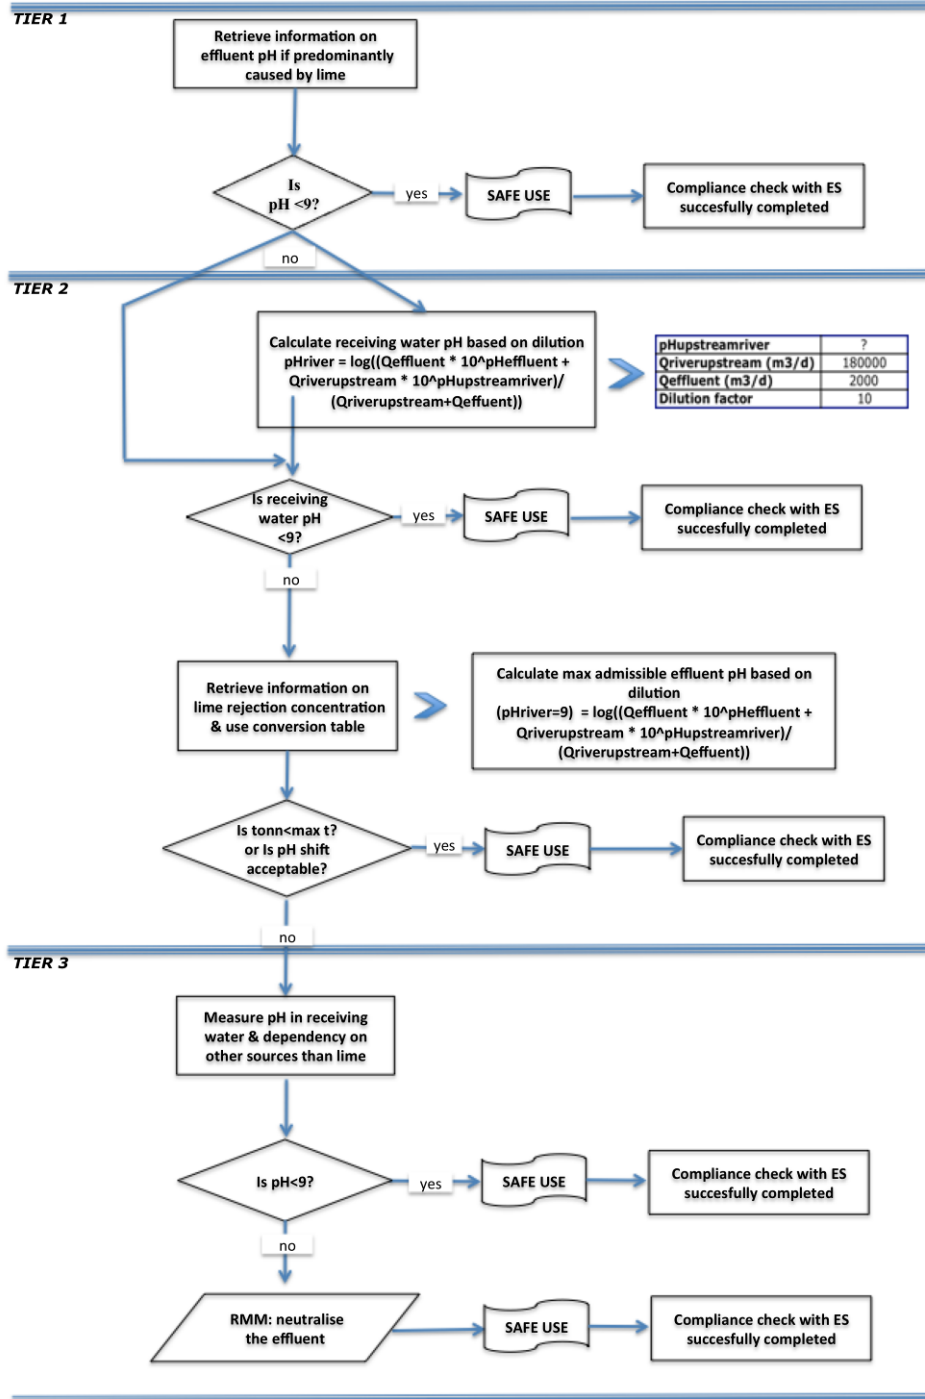 TIER 1
Retrieve information on
effluent pH if predominantly
caused by lime
Is
pH <9?
yes
SAFE USE
Compliance check with ES
succesfully completed
no
TIER 2
Calculate receiving water pH based on dilution
pHriver = log((Qeffluent * 10^pHeffluent +
Qriverupstream * 10^pHupstreamriver)/
(Qriverupstream+Qeffuent))
pHupstreamriver ?
Qriverupstream (m3/d) 180000
Qeffluent (m3/d) 2000
Dilution factor 10
Is receiving
water pH
<9?
yes
SAFE USE
Compliance check with ES
succesfully completed
no
Retrieve information on
lime rejection concentration
& use conversion table
Calculate max admissible effluent pH based on
dilution
(pHriver=9) = log((Qeffluent * 10^pHeffluent +
Qriverupstream * 10^pHupstreamriver)/
(Qriverupstream+Qeffuent))
Is tonn<max t?
or Is pH shift
acceptable?
yes
SAFE USE
Compliance check with ES
succesfully completed
no
TIER 3
Measure pH in receiving
water & dependency on
other sources than lime
Is pH<9?
yes
SAFE USE
Compliance check with ES
succesfully completed
no
RMM: neutralise
the effluent
SAFE USE
Compliance check with ES
succesfully completed